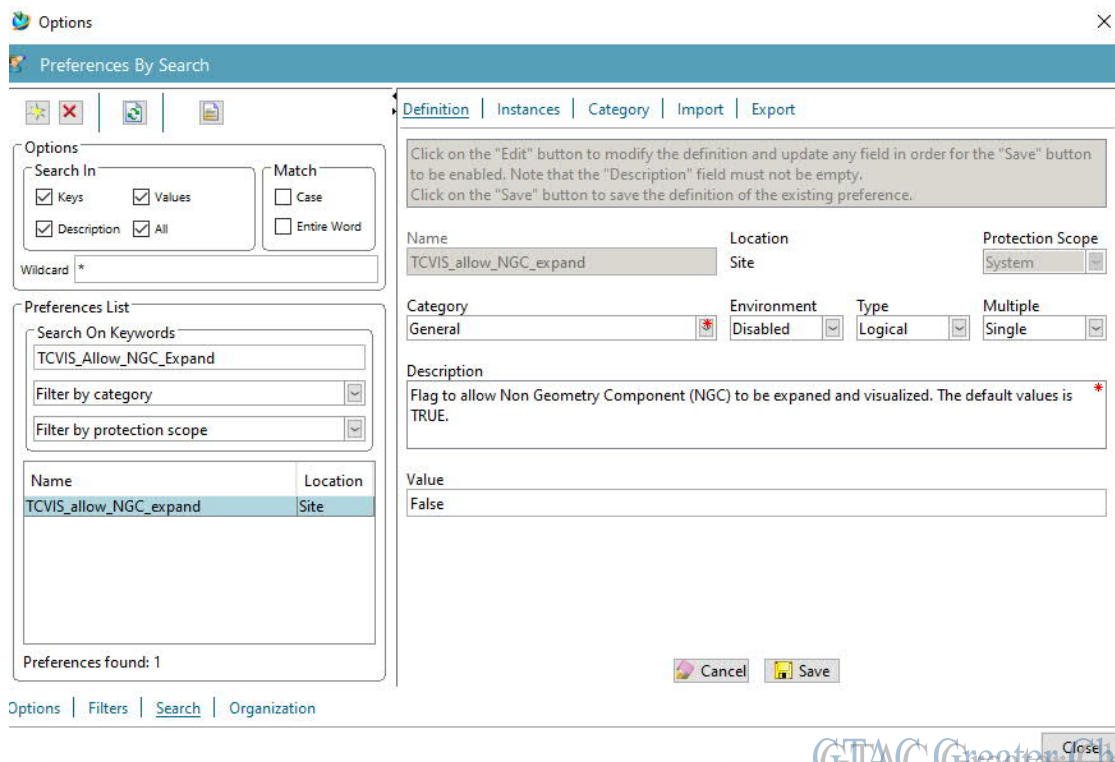 Options
Preferences By Search
Definition | Instances | Category | Import | Export
Options
Search In
Match
Keys
Values
Case
Description
All
Entire Word
Wildcard *
Preferences List
Search On Keywords
TCVIS_Allow_NGC_Expand
Filter by category
Filter by protection scope
Name Location
TCVIS_allow_NGC_expand Site
Preferences found: 1
Click on the "Edit" button to modify the definition and update any field in order for the "Save" button
to be enabled. Note that the "Description" field must not be empty.
Click on the "Save" button to save the definition of the existing preference.
Name Location Protection Scope
TCVIS_allow_NGC_expand Site System
Category Environment Type Multiple
General Disabled Logical Single
Description
Flag to allow Non Geometry Component (NGC) to be expaned and visualized. The default values is
TRUE.
Value
False
Cancel Save
Options | Filters | Search | Organization
GTAC Greater
Close